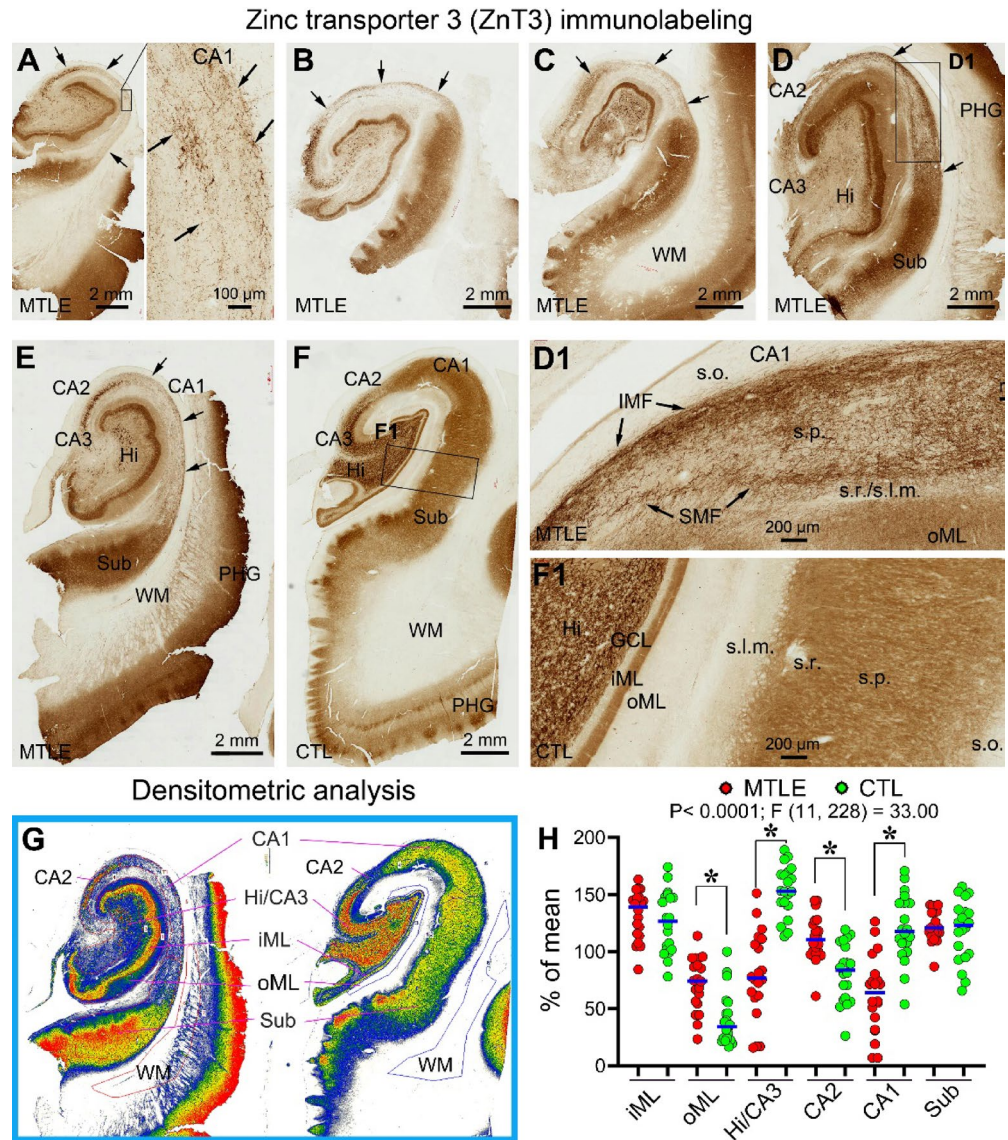 Zinc transporter 3 (ZnT3) immunolabeling
A
CA1
MTLE
2 mm
100 µm
B
MTLE
2 mm
C
WM
MTLE
2 mm
D
D1
CA2
PHG
CA3
Hi
Sub
MTLE
2 mm
E
CA2
CA1
CA3
Hi
Sub
PHG
WM
MTLE
2 mm
F
CA2
CA3
F1
Hi
Sub
WM
PHG
CTL
2 mm
D1
CA1
s.o.
IMF
s.p.
s.r./s.l.m.
SMF
MTLE
200 µm
oML
F1
Hi
GCL
s.l.m.
s.r.
iML
s.p.
oML
CTL
200 µm
s.o.
Densitometric analysis
G
CA1
CA2
CA2
Hi/CA3
iML
oML
Sub
WM
WM
H
MTLE CTL
P< 0.0001; F (11, 228) = 33.00
% of mean
200
150
100
50
0
* * * *
iML
oML
Hi/CA3
CA2
CA1
Sub